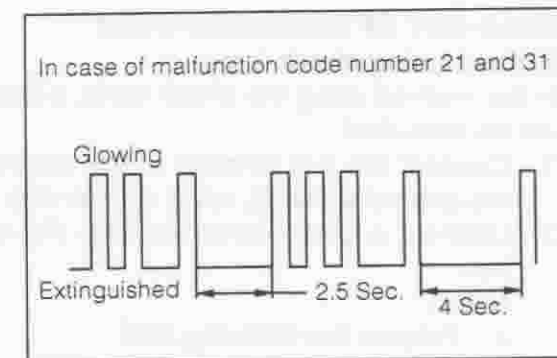 In case of malfunction code number 21 and 31
Glowing
Extinguished
2.5 Sec.
4 Sec.